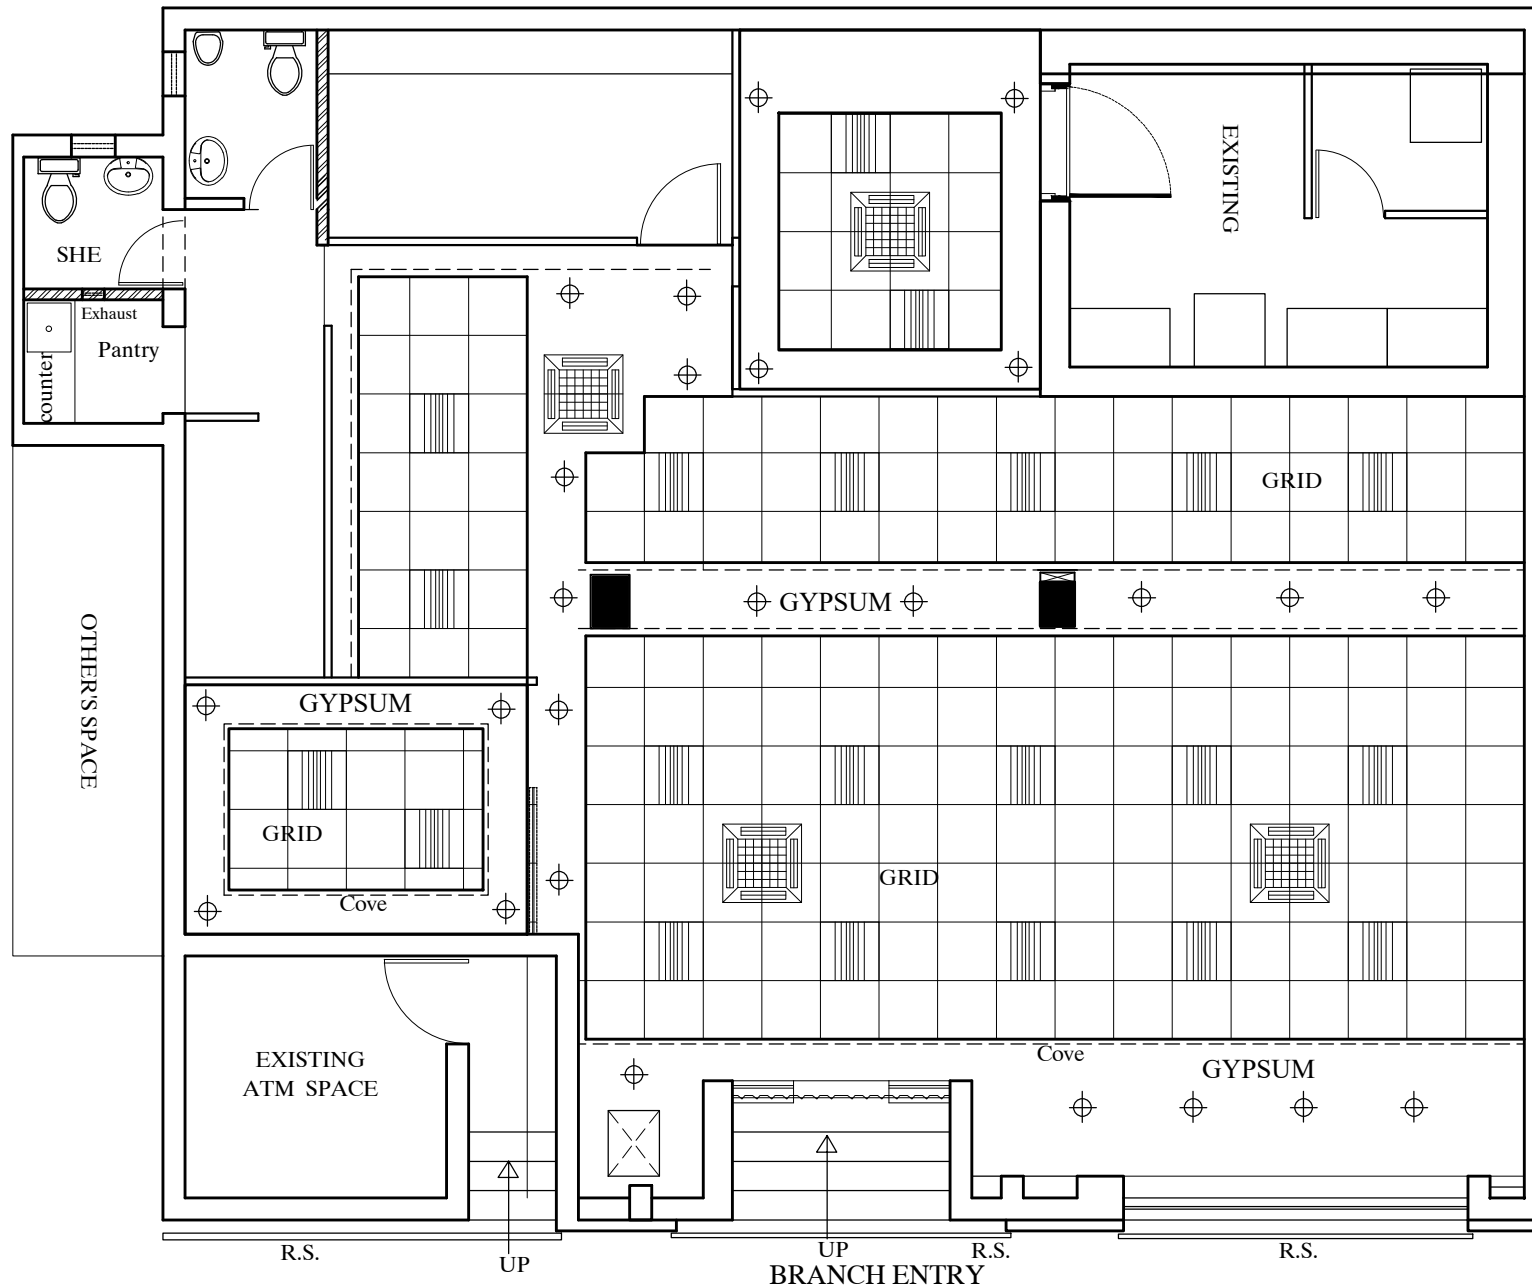 EXISTING
SHE
Exhaust
Pantry
counter
GRID
GYPSUM
OTHER'S SPACE
GYPSUM
GRID
GRID
Cove
Cove
GYPSUM
EXISTING
ATM SPACE
R.S.
UP
UP
R.S.
R.S.
BRANCH ENTRY